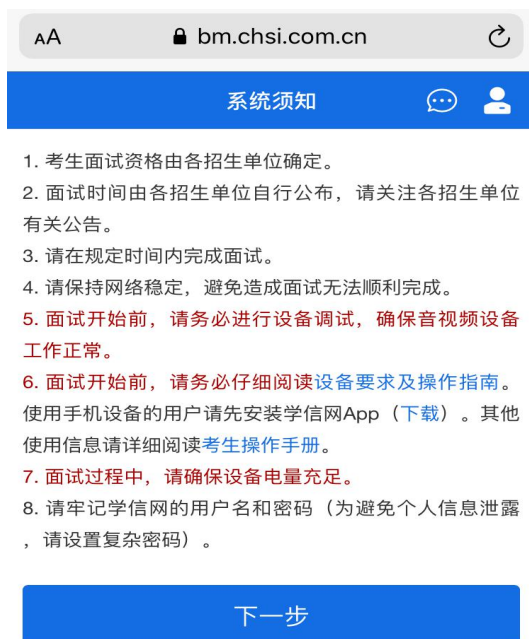 AA bm.chsi.com.cn
系统须知
1. 考生面试资格由各招生单位确定。
2. 面试时间由各招生单位自行公布，请关注各招生单位
有关公告。
3. 请在规定时间内完成面试。
4. 请保持网络稳定，避免造成面试无法顺利完成。
5. 面试开始前，请务必进行设备调试，确保音视频设备
工作正常。
6. 面试开始前，请务必仔细阅读设备要求及操作指南。
使用手机设备的用户请先安装学信网App（下载）。其他
使用信息请详细阅读考生操作手册。
7. 面试过程中，请确保设备电量充足。
8. 请牢记学信网的用户名和密码（为避免个人信息泄露
，请设置复杂密码）。
下一步